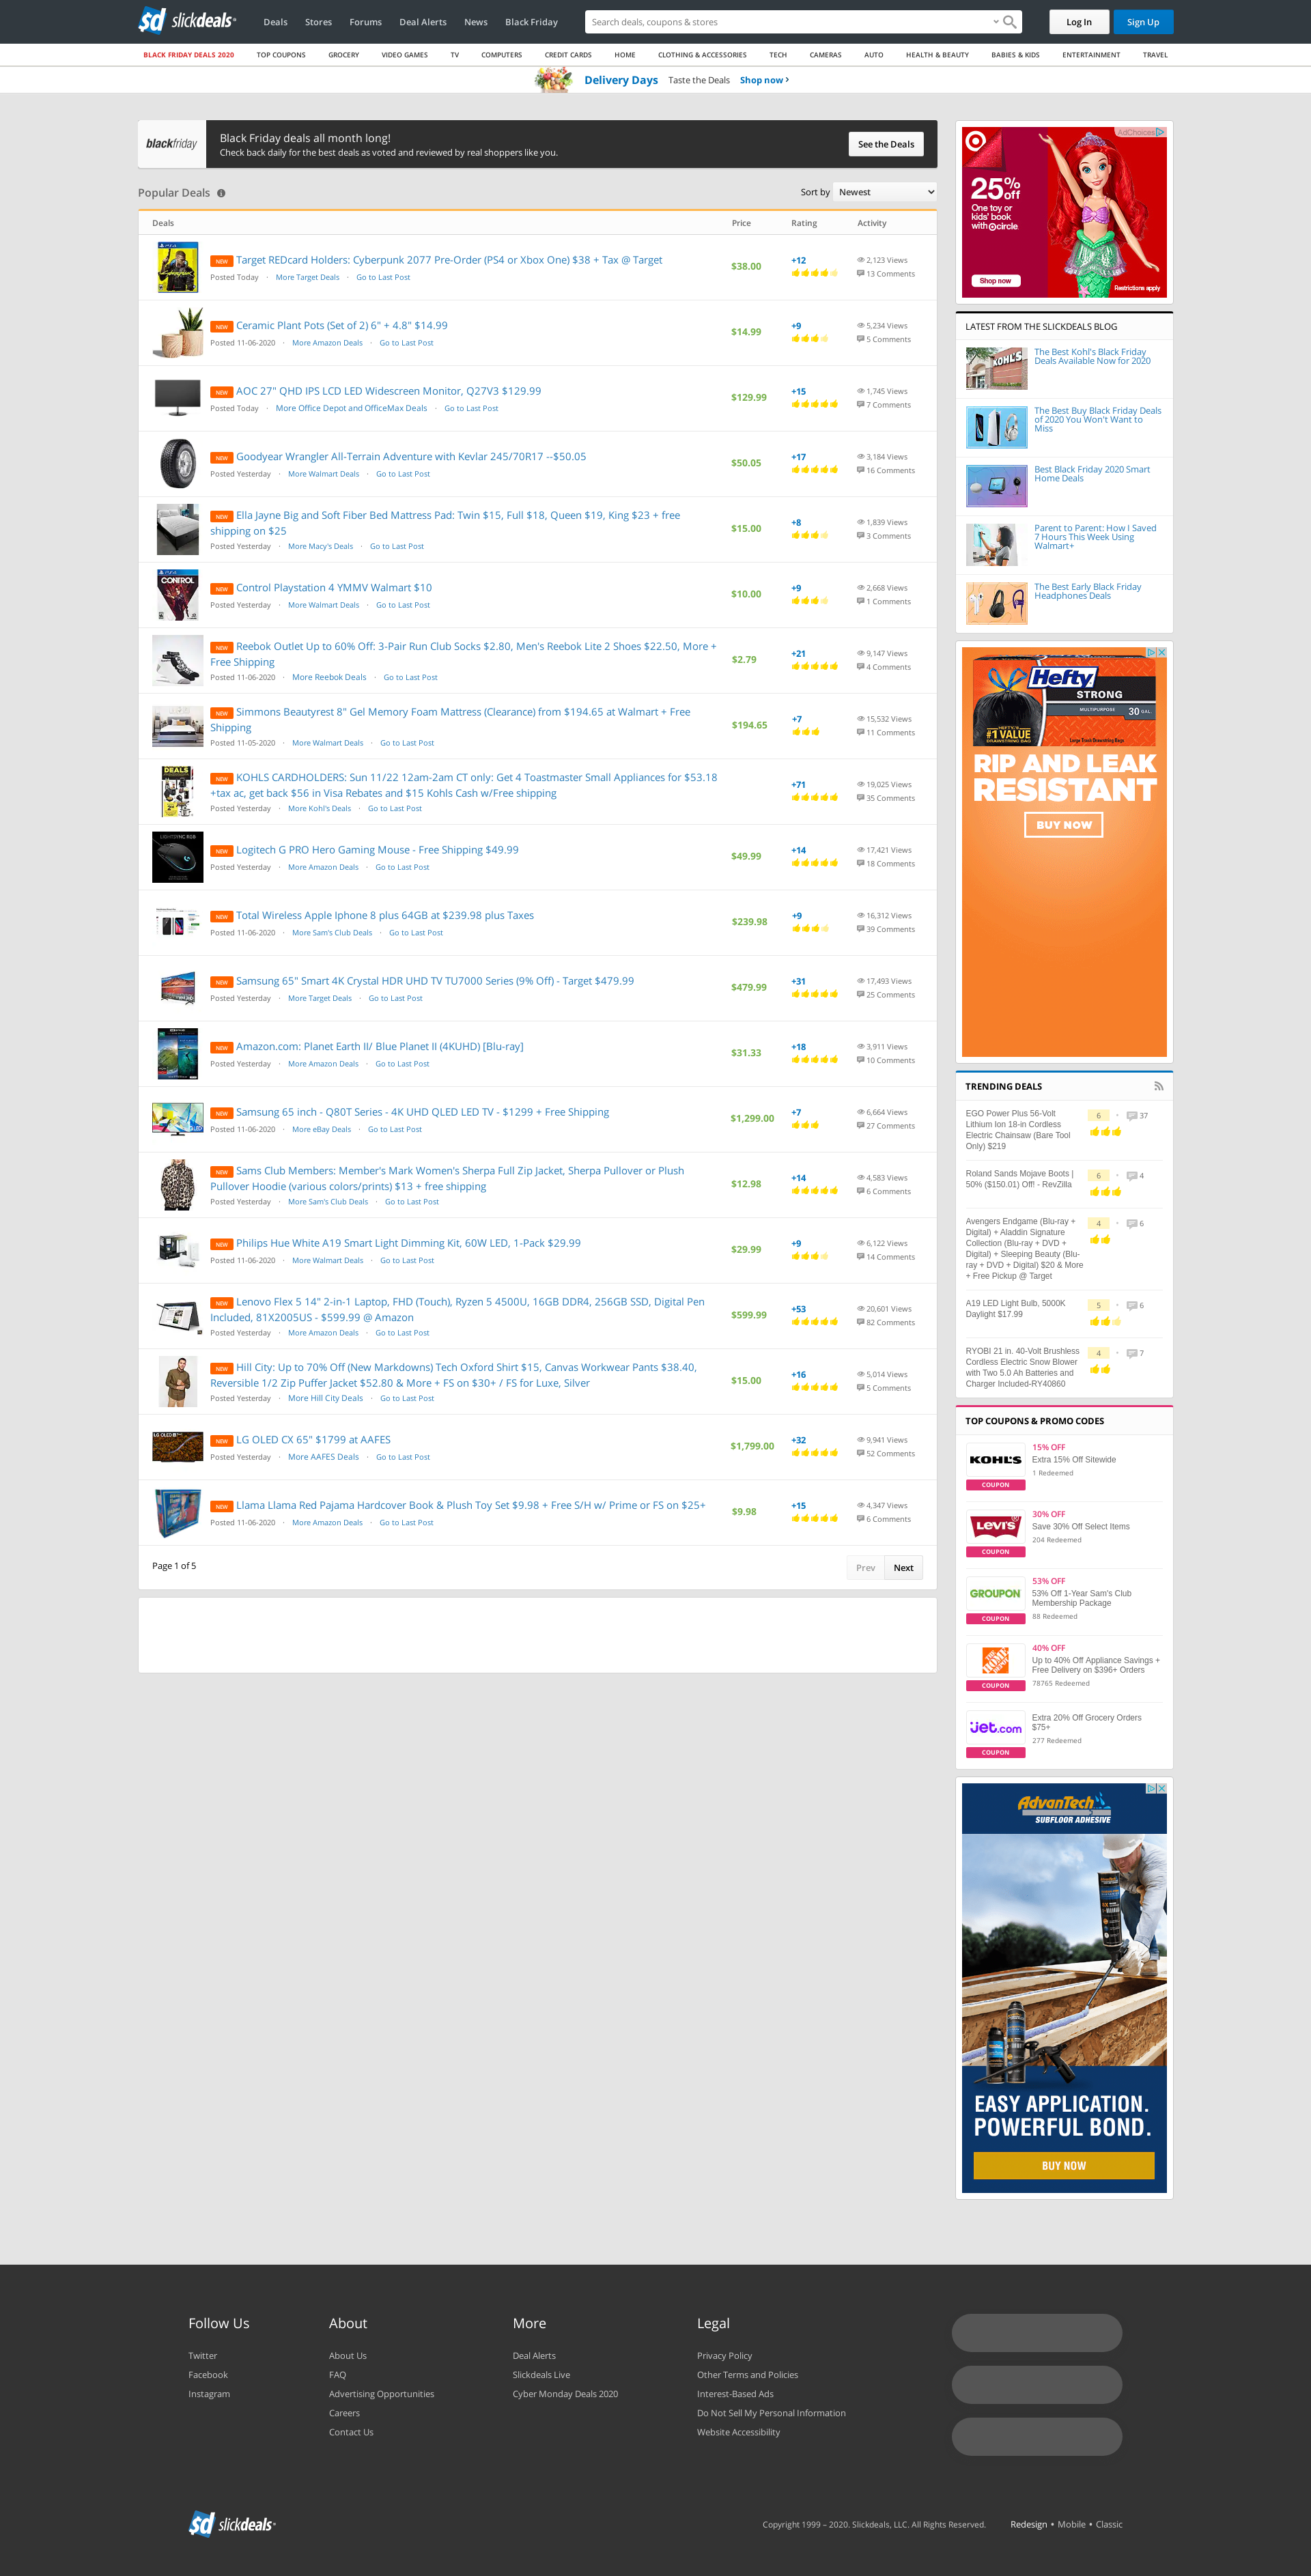 slickdeals
Deals Stores Forums Deal Alerts News Black Friday
Search deals, coupons & stores
Log In
Sign Up
BLACK FRIDAY DEALS 2020 TOP COUPONS GROCERY VIDEO GAMES TV COMPUTERS CREDIT CARDS HOME CLOTHING & ACCESSORIES TECH CAMERAS AUTO HEALTH & BEAUTY BABIES & KIDS ENTERTAINMENT TRAVEL
Delivery Days Taste the Deals Shop now
blackfriday
Black Friday deals all month long!
Check back daily for the best deals as voted and reviewed by real shoppers like you.
See the Deals
Popular Deals
Sort by Newest
Deals Price Rating Activity
NEW Target REDcard Holders: Cyberpunk 2077 Pre-Order (PS4 or Xbox One) $38 + Tax @ Target
Posted Today · More Target Deals · Go to Last Post
$38.00
+12
2,123 Views
13 Comments
NEW Ceramic Plant Pots (Set of 2) 6" + 4.8" $14.99
Posted 11-06-2020 · More Amazon Deals · Go to Last Post
$14.99
+9
5,234 Views
5 Comments
NEW AOC 27" QHD IPS LCD LED Widescreen Monitor, Q27V3 $129.99
Posted Today · More Office Depot and OfficeMax Deals · Go to Last Post
$129.99
+15
1,745 Views
7 Comments
NEW Goodyear Wrangler All-Terrain Adventure with Kevlar 245/70R17 --$50.05
Posted Yesterday · More Walmart Deals · Go to Last Post
$50.05
+17
3,184 Views
16 Comments
NEW Ella Jayne Big and Soft Fiber Bed Mattress Pad: Twin $15, Full $18, Queen $19, King $23 + free
shipping on $25
Posted Yesterday · More Macy's Deals · Go to Last Post
$15.00
+8
1,839 Views
3 Comments
CONTROL
NEW Control Playstation 4 YMMV Walmart $10
Posted Yesterday · More Walmart Deals · Go to Last Post
$10.00
+9
2,668 Views
1 Comments
NEW Reebok Outlet Up to 60% Off: 3-Pair Run Club Socks $2.80, Men's Reebok Lite 2 Shoes $22.50, More +
Free Shipping
Posted 11-06-2020 · More Reebok Deals · Go to Last Post
$2.79
+21
9,147 Views
4 Comments
NEW Simmons Beautyrest 8" Gel Memory Foam Mattress (Clearance) from $194.65 at Walmart + Free
Shipping
Posted 11-05-2020 · More Walmart Deals · Go to Last Post
$194.65
+7
15,532 Views
11 Comments
DEALS
NEW KOHLS CARDHOLDERS: Sun 11/22 12am-2am CT only: Get 4 Toastmaster Small Appliances for $53.18
+tax ac, get back $56 in Visa Rebates and $15 Kohls Cash w/Free shipping
Posted Yesterday · More Kohl's Deals · Go to Last Post
+71
19,025 Views
35 Comments
LIGHTSYNC RGB
NEW Logitech G PRO Hero Gaming Mouse - Free Shipping $49.99
Posted Yesterday · More Amazon Deals · Go to Last Post
$49.99
+14
17,421 Views
18 Comments
NEW Total Wireless Apple Iphone 8 plus 64GB at $239.98 plus Taxes
Posted 11-06-2020 · More Sam's Club Deals · Go to Last Post
$239.98
+9
16,312 Views
39 Comments
NEW Samsung 65" Smart 4K Crystal HDR UHD TV TU7000 Series (9% Off) - Target $479.99
Posted Yesterday · More Target Deals · Go to Last Post
$479.99
+31
17,493 Views
25 Comments
NEW Amazon.com: Planet Earth II/ Blue Planet II (4KUHD) [Blu-ray]
Posted Yesterday · More Amazon Deals · Go to Last Post
$31.33
+18
3,911 Views
10 Comments
NEW Samsung 65 inch - Q80T Series - 4K UHD QLED LED TV - $1299 + Free Shipping
Posted 11-06-2020 · More eBay Deals · Go to Last Post
$1,299.00
+7
6,664 Views
27 Comments
NEW Sams Club Members: Member's Mark Women's Sherpa Full Zip Jacket, Sherpa Pullover or Plush
Pullover Hoodie (various colors/prints) $13 + free shipping
Posted Yesterday · More Sam's Club Deals · Go to Last Post
$12.98
+14
4,583 Views
6 Comments
NEW Philips Hue White A19 Smart Light Dimming Kit, 60W LED, 1-Pack $29.99
Posted 11-06-2020 · More Walmart Deals · Go to Last Post
$29.99
+9
6,122 Views
14 Comments
NEW Lenovo Flex 5 14" 2-in-1 Laptop, FHD (Touch), Ryzen 5 4500U, 16GB DDR4, 256GB SSD, Digital Pen
Included, 81X2005US - $599.99 @ Amazon
Posted Yesterday · More Amazon Deals · Go to Last Post
$599.99
+53
20,601 Views
82 Comments
NEW Hill City: Up to 70% Off (New Markdowns) Tech Oxford Shirt $15, Canvas Workwear Pants $38.40,
Reversible 1/2 Zip Puffer Jacket $52.80 & More + FS on $30+ / FS for Luxe, Silver
Posted Yesterday · More Hill City Deals · Go to Last Post
$15.00
+16
5,014 Views
5 Comments
LG OLED
NEW LG OLED CX 65" $1799 at AAFES
Posted Yesterday · More AAFES Deals · Go to Last Post
$1,799.00
+32
9,941 Views
52 Comments
NEW Llama Llama Red Pajama Hardcover Book & Plush Toy Set $9.98 + Free S/H w/ Prime or FS on $25+
Posted 11-06-2020 · More Amazon Deals · Go to Last Post
$9.98
+15
4,347 Views
6 Comments
Page 1 of 5
Prev Next
AdChoices
25% off
One toy or
kids' book
with circle.
Shop now
Restrictions apply
LATEST FROM THE SLICKDEALS BLOG
KOHL'S
The Best Kohl's Black Friday
Deals Available Now for 2020
The Best Buy Black Friday Deals
of 2020 You Won't Want to
Miss
Best Black Friday 2020 Smart
Home Deals
Parent to Parent: How I Saved
7 Hours This Week Using
Walmart+
The Best Early Black Friday
Headphones Deals
Hefty
STRONG
MULTIPURPOSE 30 GAL.
HEFTY'S
#1 VALUE
DRAWSTRING BAG
Large Trash Drawstring Bags
RIP AND LEAK
RESISTANT
BUY NOW
TRENDING DEALS
EGO Power Plus 56-Volt
Lithium Ion 18-in Cordless
Electric Chainsaw (Bare Tool
Only) $219
6 - 37
Roland Sands Mojave Boots |
50% ($150.01) Off! - RevZilla
6 - 4
Avengers Endgame (Blu-ray +
Digital) + Aladdin Signature
Collection (Blu-ray + DVD +
Digital) + Sleeping Beauty (Blu-
ray + DVD + Digital) $20 & More
+ Free Pickup @ Target
4 - 6
A19 LED Light Bulb, 5000K
Daylight $17.99
5 - 6
RYOBI 21 in. 40-Volt Brushless
Cordless Electric Snow Blower
with Two 5.0 Ah Batteries and
Charger Included-RY40860
4 - 7
TOP COUPONS & PROMO CODES
KOHL'S
COUPON
15% OFF
Extra 15% Off Sitewide
1 Redeemed
LEVI'S
COUPON
30% OFF
Save 30% Off Select Items
204 Redeemed
GROUPON
COUPON
53% OFF
53% Off 1-Year Sam's Club
Membership Package
88 Redeemed
THE HOME DEPOT
COUPON
40% OFF
Up to 40% Off Appliance Savings +
Free Delivery on $396+ Orders
78765 Redeemed
jet.com
COUPON
Extra 20% Off Grocery Orders
$75+
277 Redeemed
ADVANTECH
SUBFLOOR ADHESIVE
EASY APPLICATION.
POWERFUL BOND.
BUY NOW
Follow Us
Twitter
Facebook
Instagram
About
About Us
FAQ
Advertising Opportunities
Careers
Contact Us
More
Deal Alerts
Slickdeals Live
Cyber Monday Deals 2020
Legal
Privacy Policy
Other Terms and Policies
Interest-Based Ads
Do Not Sell My Personal Information
Website Accessibility
slickdeals
Copyright 1999 – 2020. Slickdeals, LLC. All Rights Reserved.
Redesign • Mobile • Classic